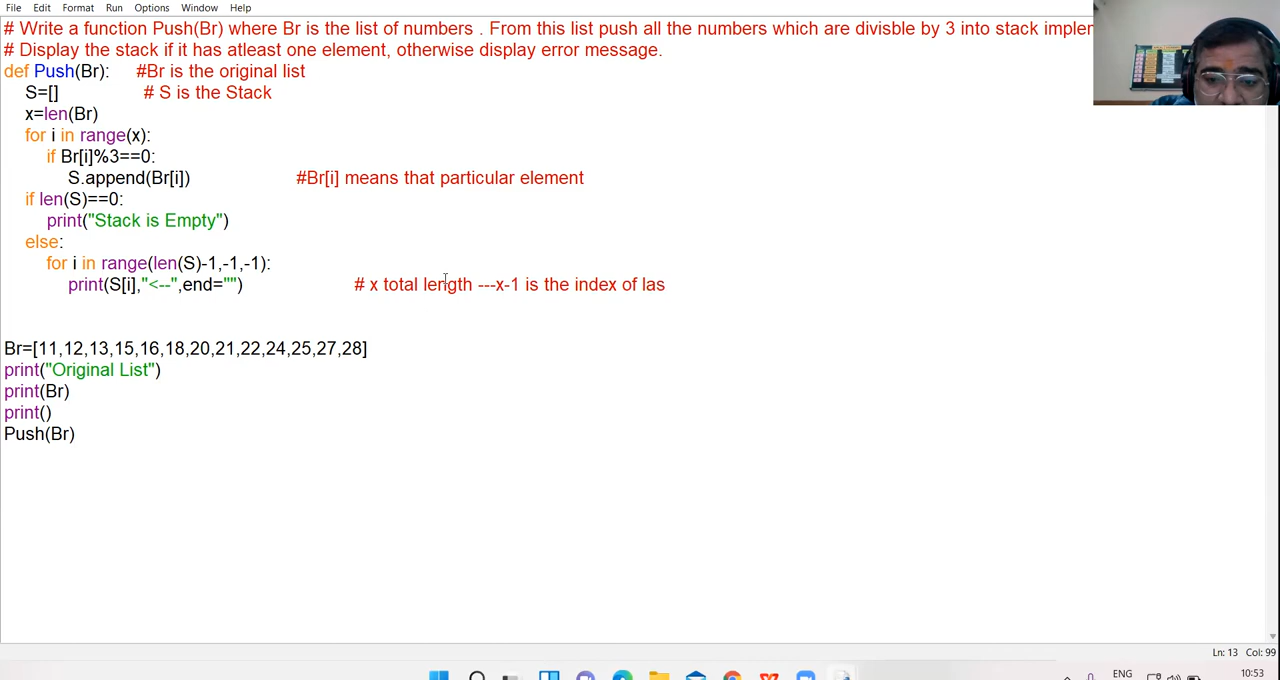 File Edit Format Run Options Window Help
# Write a function Push(Br) where Br is the list of numbers . From this list push all the numbers which are divisble by 3 into stack
# Display the stack if it has atleast one element, otherwise display error message.
def Push(Br): #Br is the original list
S=[] # S is the Stack
x=len(Br)
for i in range(x):
if Br[i]%3==0:
S.append(Br[i]) #Br[i] means that particular element
if len(S)==0:
print("Stack is Empty")
else:
for i in range(len(S)-1,-1,-1):
print(S[i],"<--",end="") # x total length ---x-1 is the index of las
Br=[11,12,13,15,16,18,20,21,22,24,25,27,28]
print("Original List")
print(Br)
print()
Push(Br)
Ln: 13 Col: 99
ENG
10:53